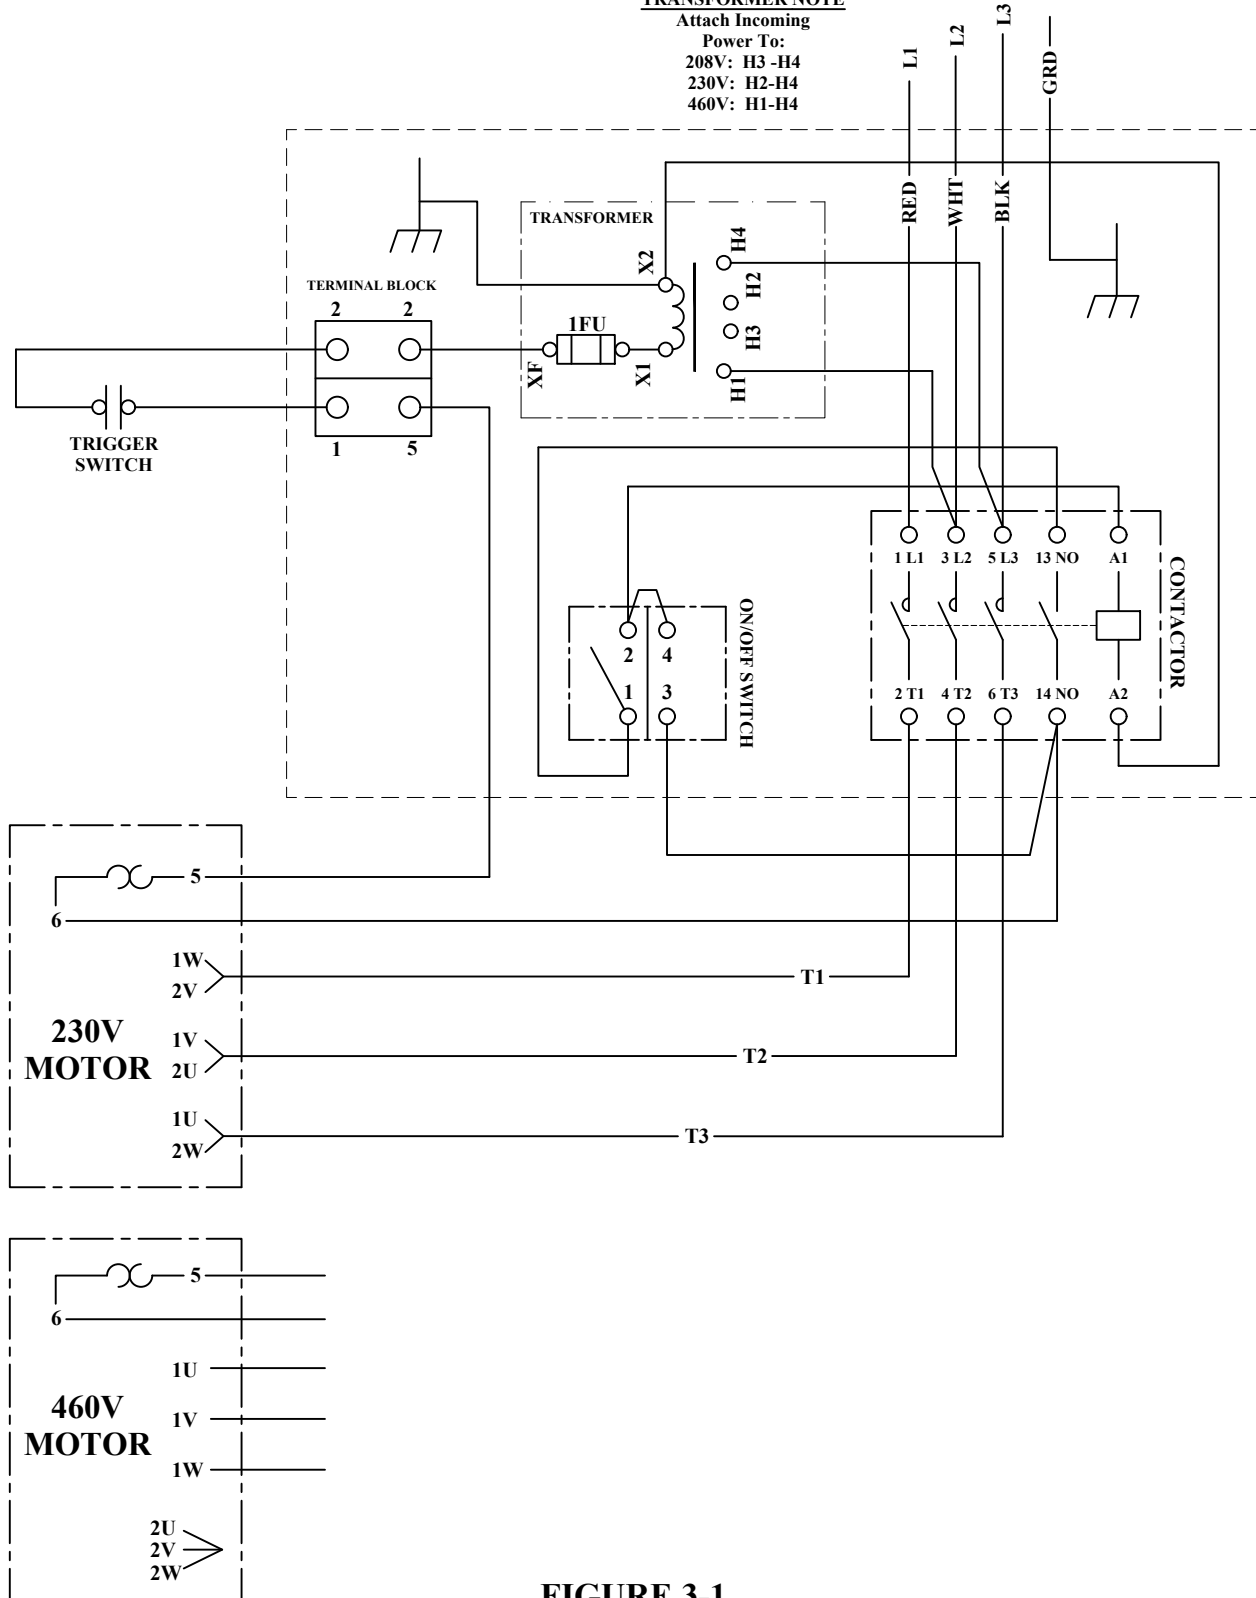 TRANSFORMER NOTE
Attach Incoming
Power To:
208V: H3 -H4
230V: H2-H4
460V: H1-H4
L1
L2
L3
GRD
RED
WHT
BLK
TRANSFORMER
X2
H4
H2
H3
H1
1FU
XF
X1
TERMINAL BLOCK
2 2
1 5
TRIGGER
SWITCH
1 L1 3 L2 5 L3 13 NO A1
CONTACTOR
2 T1 4 T2 6 T3 14 NO A2
ON/OFF SWITCH
2 4
1 3
5
6
1W
2V
T1
230V
MOTOR
1V
2U
T2
1U
2W
T3
5
6
1U
460V
MOTOR
1V
1W
2U
2V
2W
FIGURE 3-1